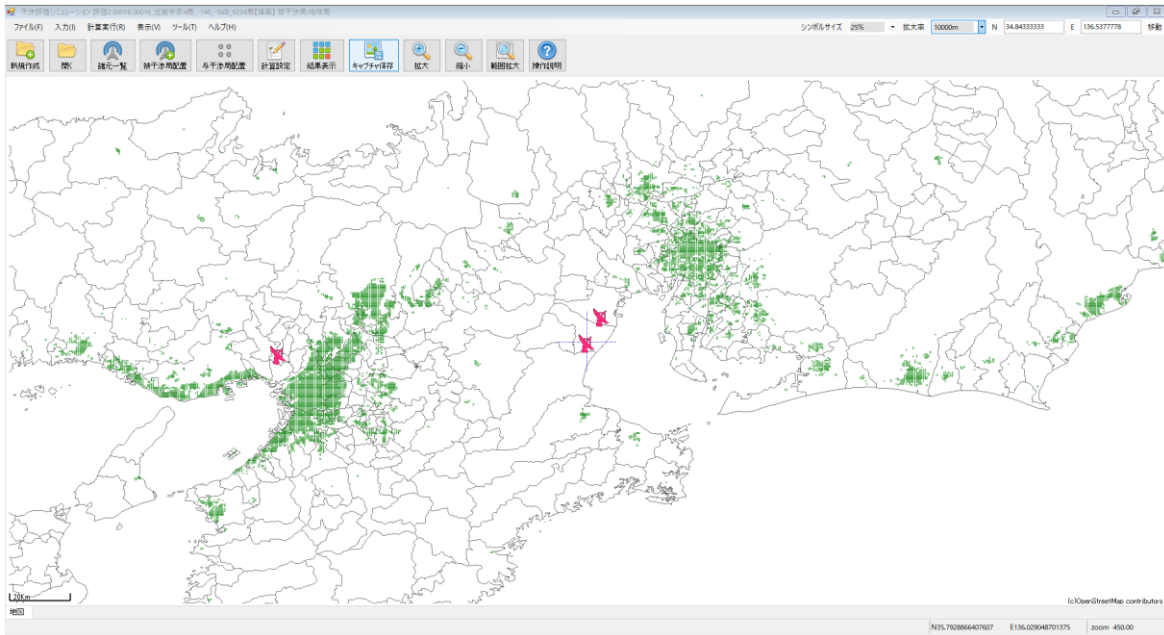 ファイル(F) 入力(I) 計算実行(R) 表示(V) ツール(T) ヘルプ(H)
シンボルサイズ 25% 拡大率 10000m N 34.84333333 E 136.5377778 移動
新規作成 開く 諸元一覧 被干渉局配置 与干渉局配置 計算設定 結果表示 キャプチャ保存 拡大 縮小 範囲拡大 操作説明
20Km
(c)OpenStreetMap contributors
地図
N35.7928866407607 E136.029048701375 zoom 450.00